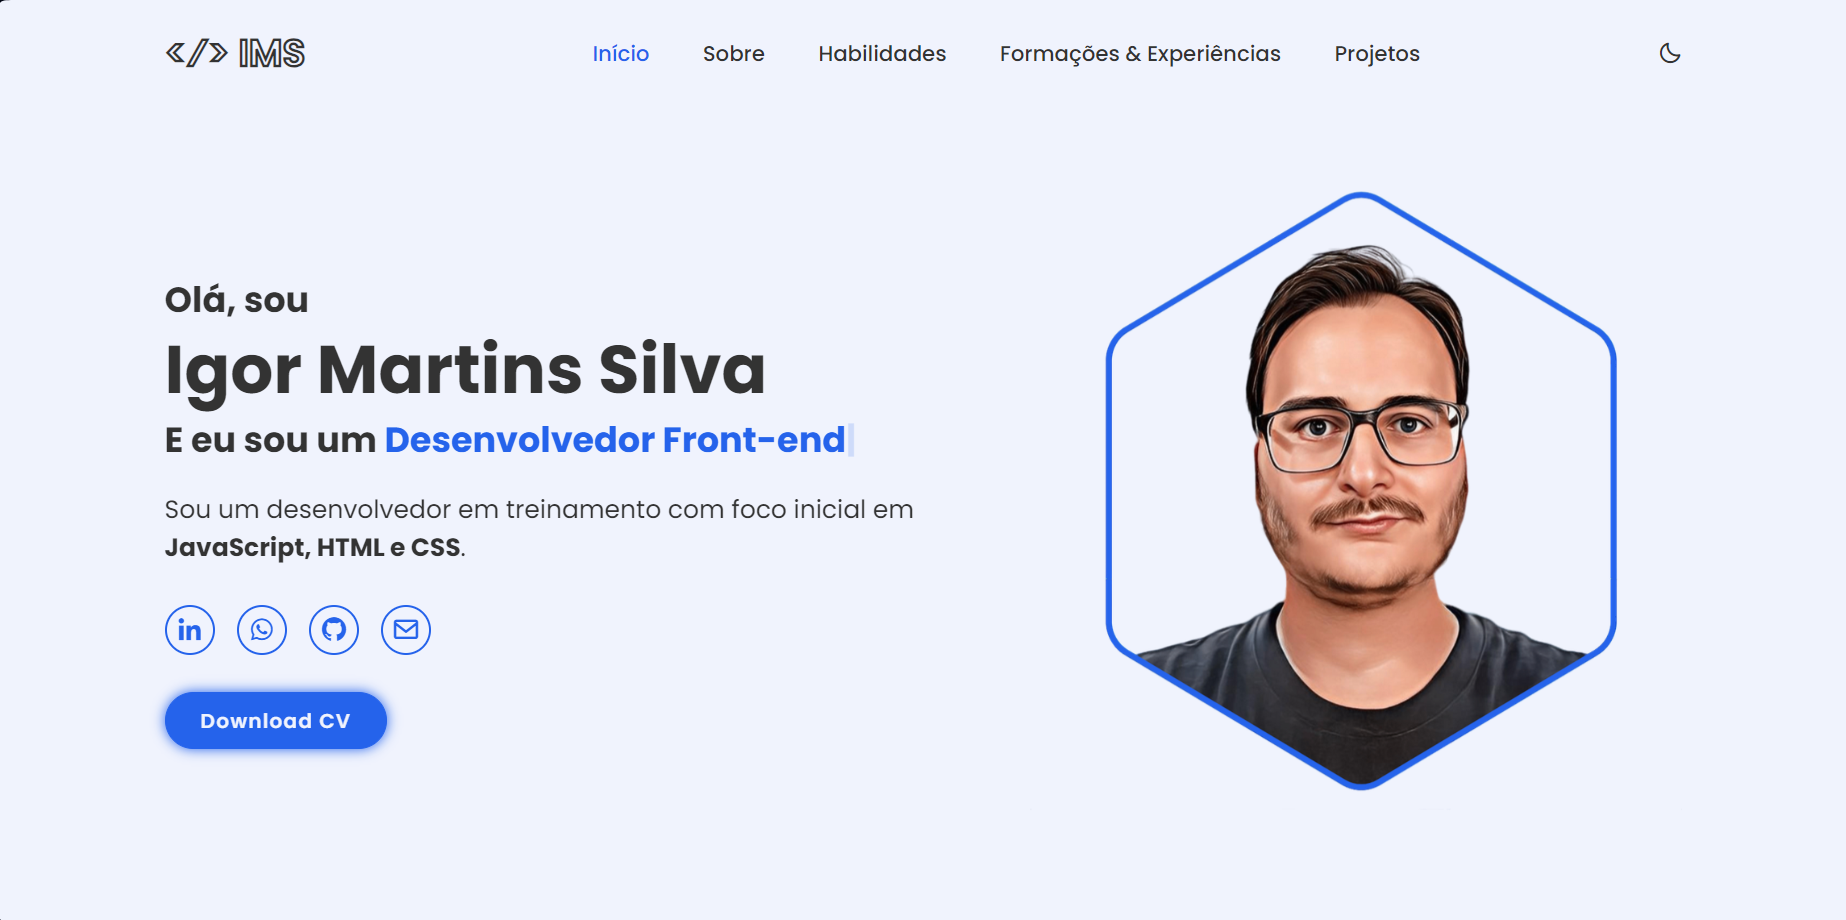 </> IMS
Início
Sobre
Habilidades
Formações & Experiências
Projetos
Olá, sou
Igor Martins Silva
E eu sou um Desenvolvedor Front-end
Sou um desenvolvedor em treinamento com foco inicial em
JavaScript, HTML e CSS.
in
Download CV